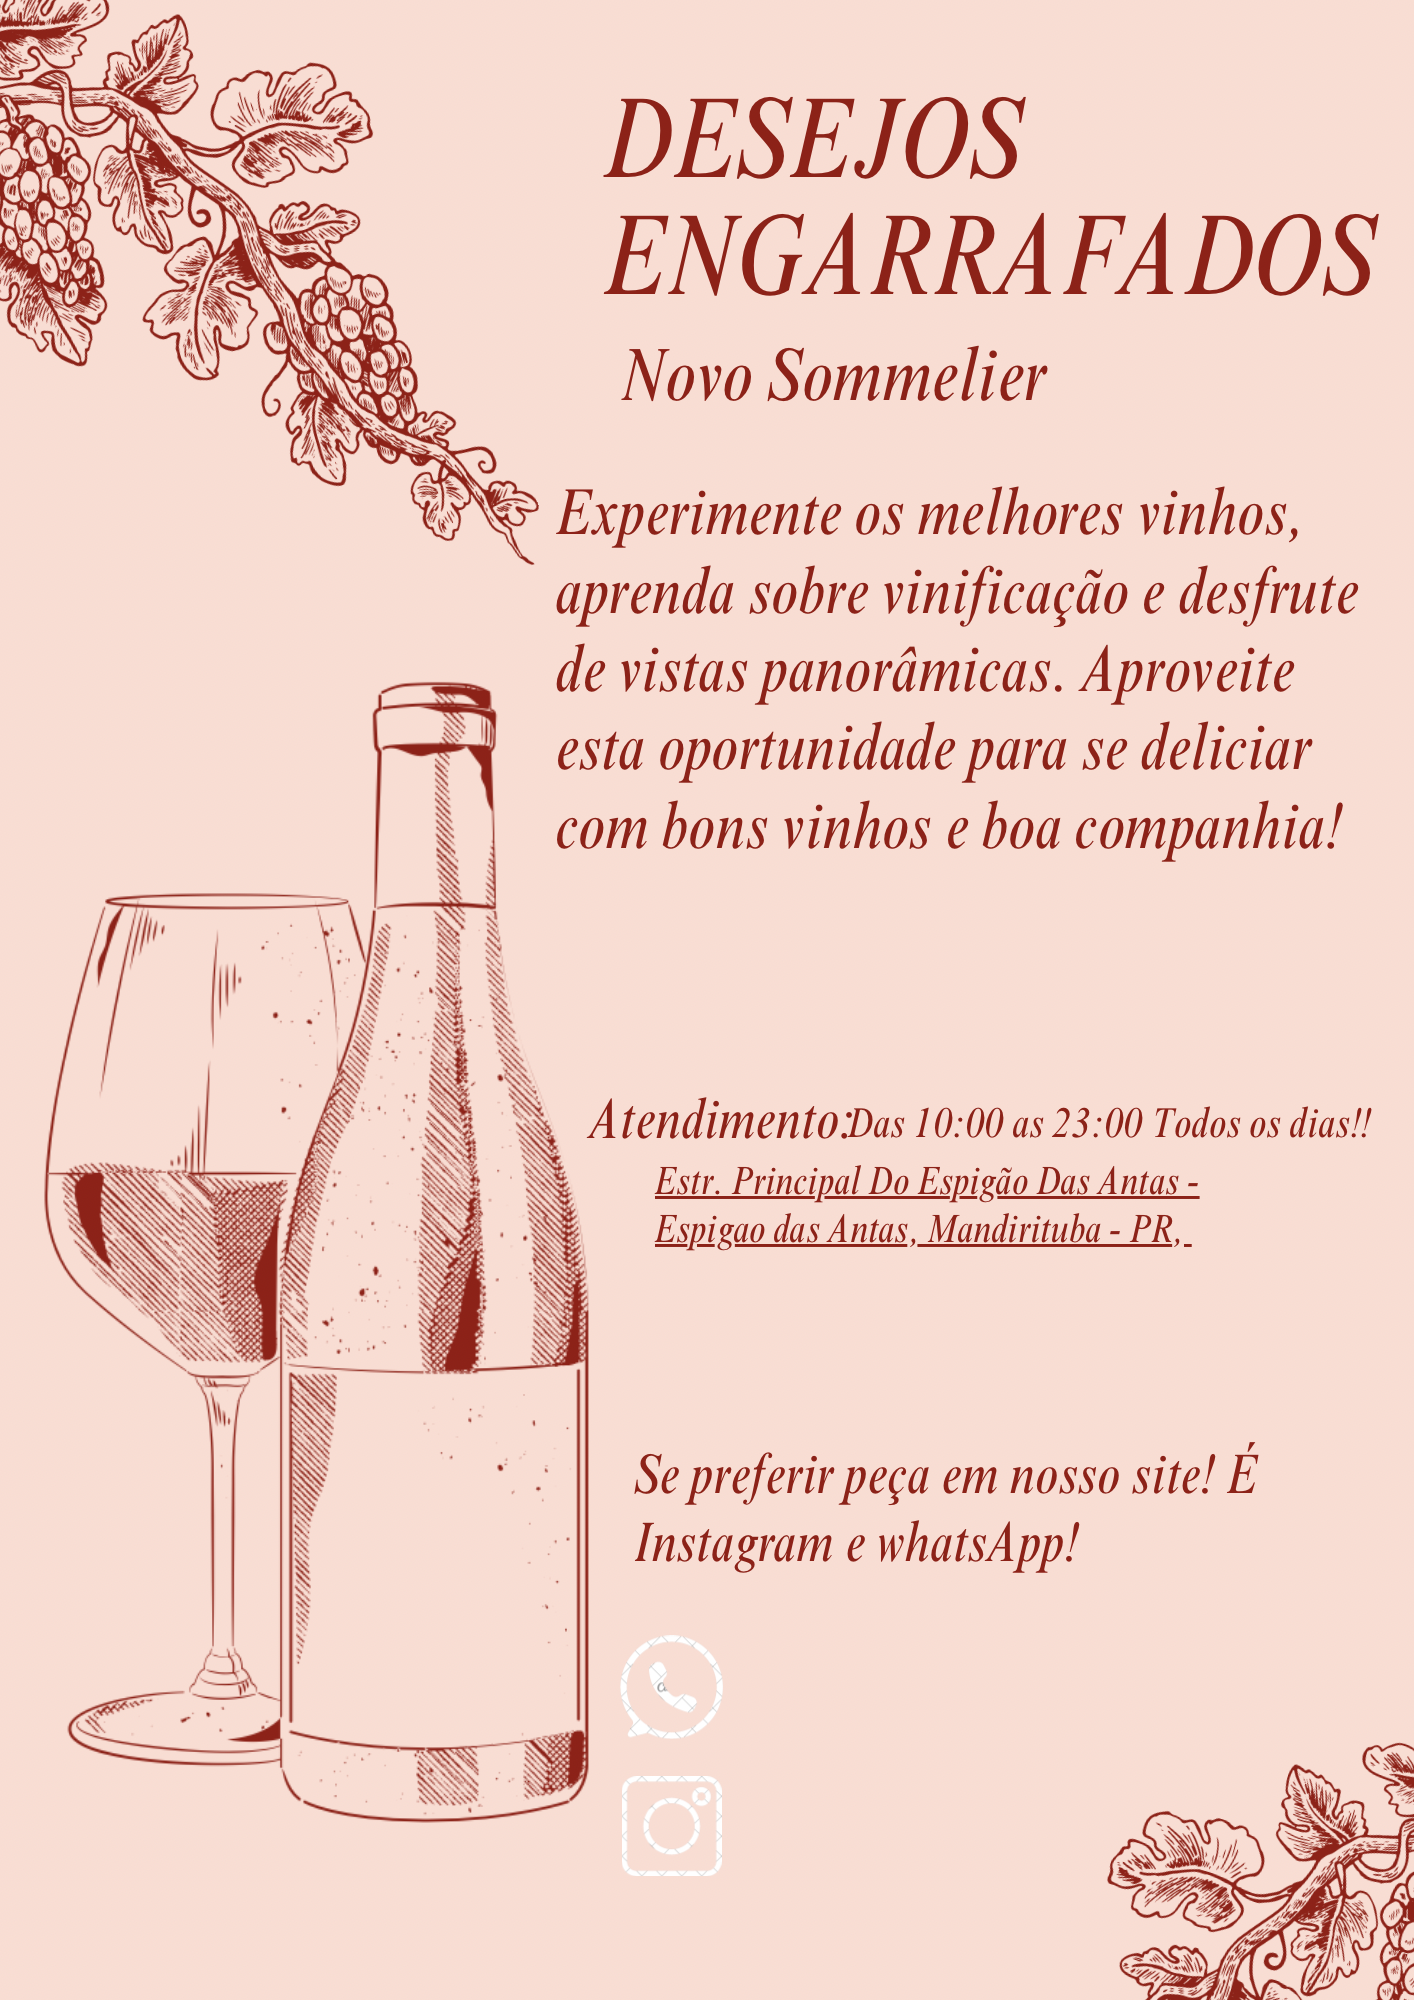 DESEJOS
ENGARRAFADOS
Novo Sommelier
Experimente os melhores vinhos,
aprenda sobre vinificação e desfrute
de vistas panorâmicas. Aproveite
esta oportunidade para se deliciar
com bons vinhos e boa companhia!
Atendimento:Das 10:00 as 23:00 Todos os dias!!
Estr. Principal Do Espigão Das Antas -
Espigao das Antas, Mandirituba - PR,
Se preferir peça em nosso site! É
Instagram e whatsApp!